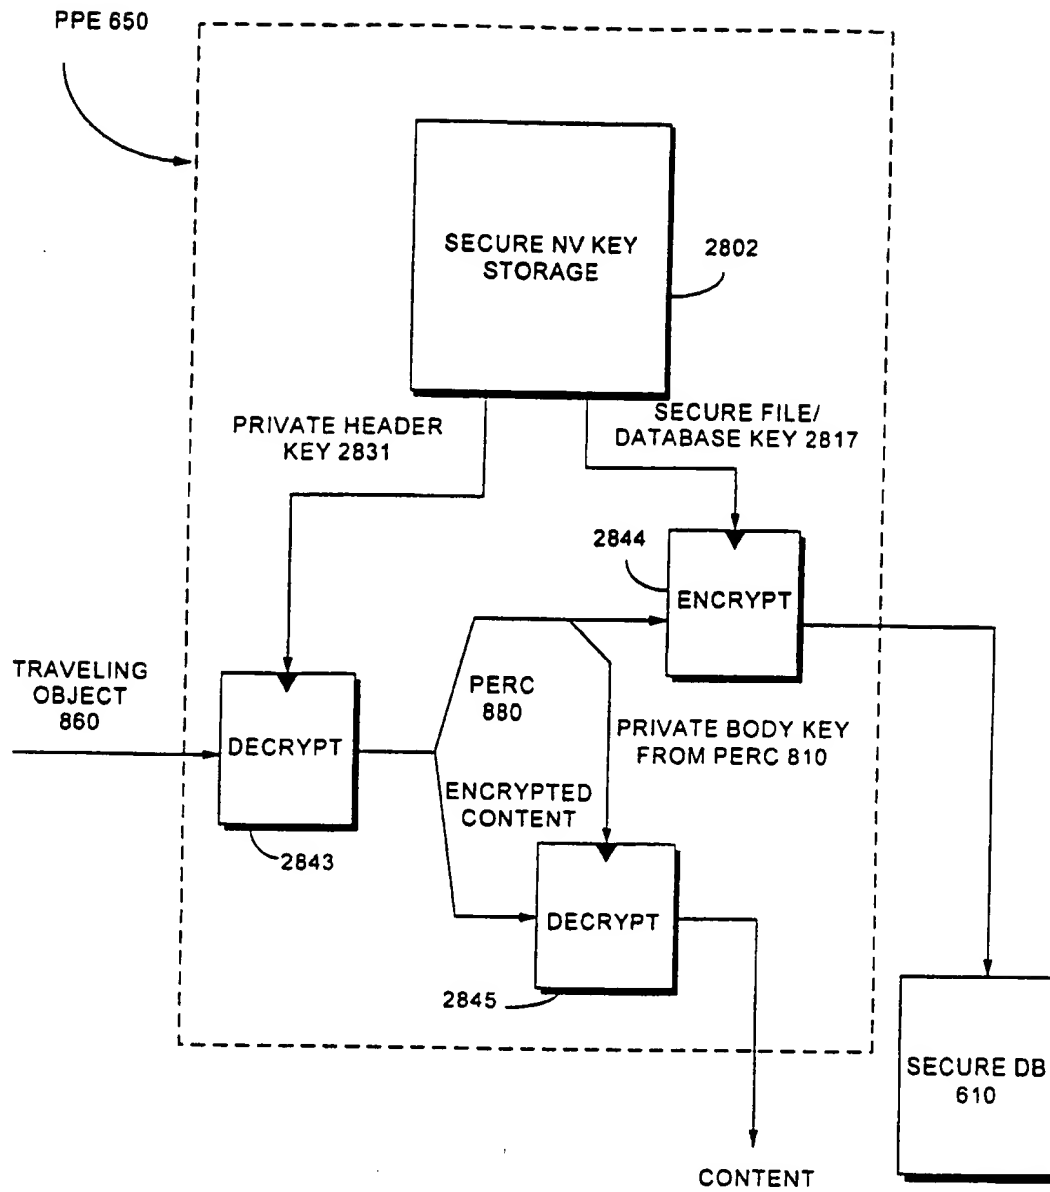 PPE 650
SECURE NV KEY
STORAGE
2802
PRIVATE HEADER
KEY 2831
SECURE FILE/
DATABASE KEY 2817
2844
ENCRYPT
TRAVELING
OBJECT
860
DECRYPT
2843
PERC
880
PRIVATE BODY KEY
FROM PERC 810
ENCRYPTED
CONTENT
DECRYPT
2845
SECURE DB
610
CONTENT